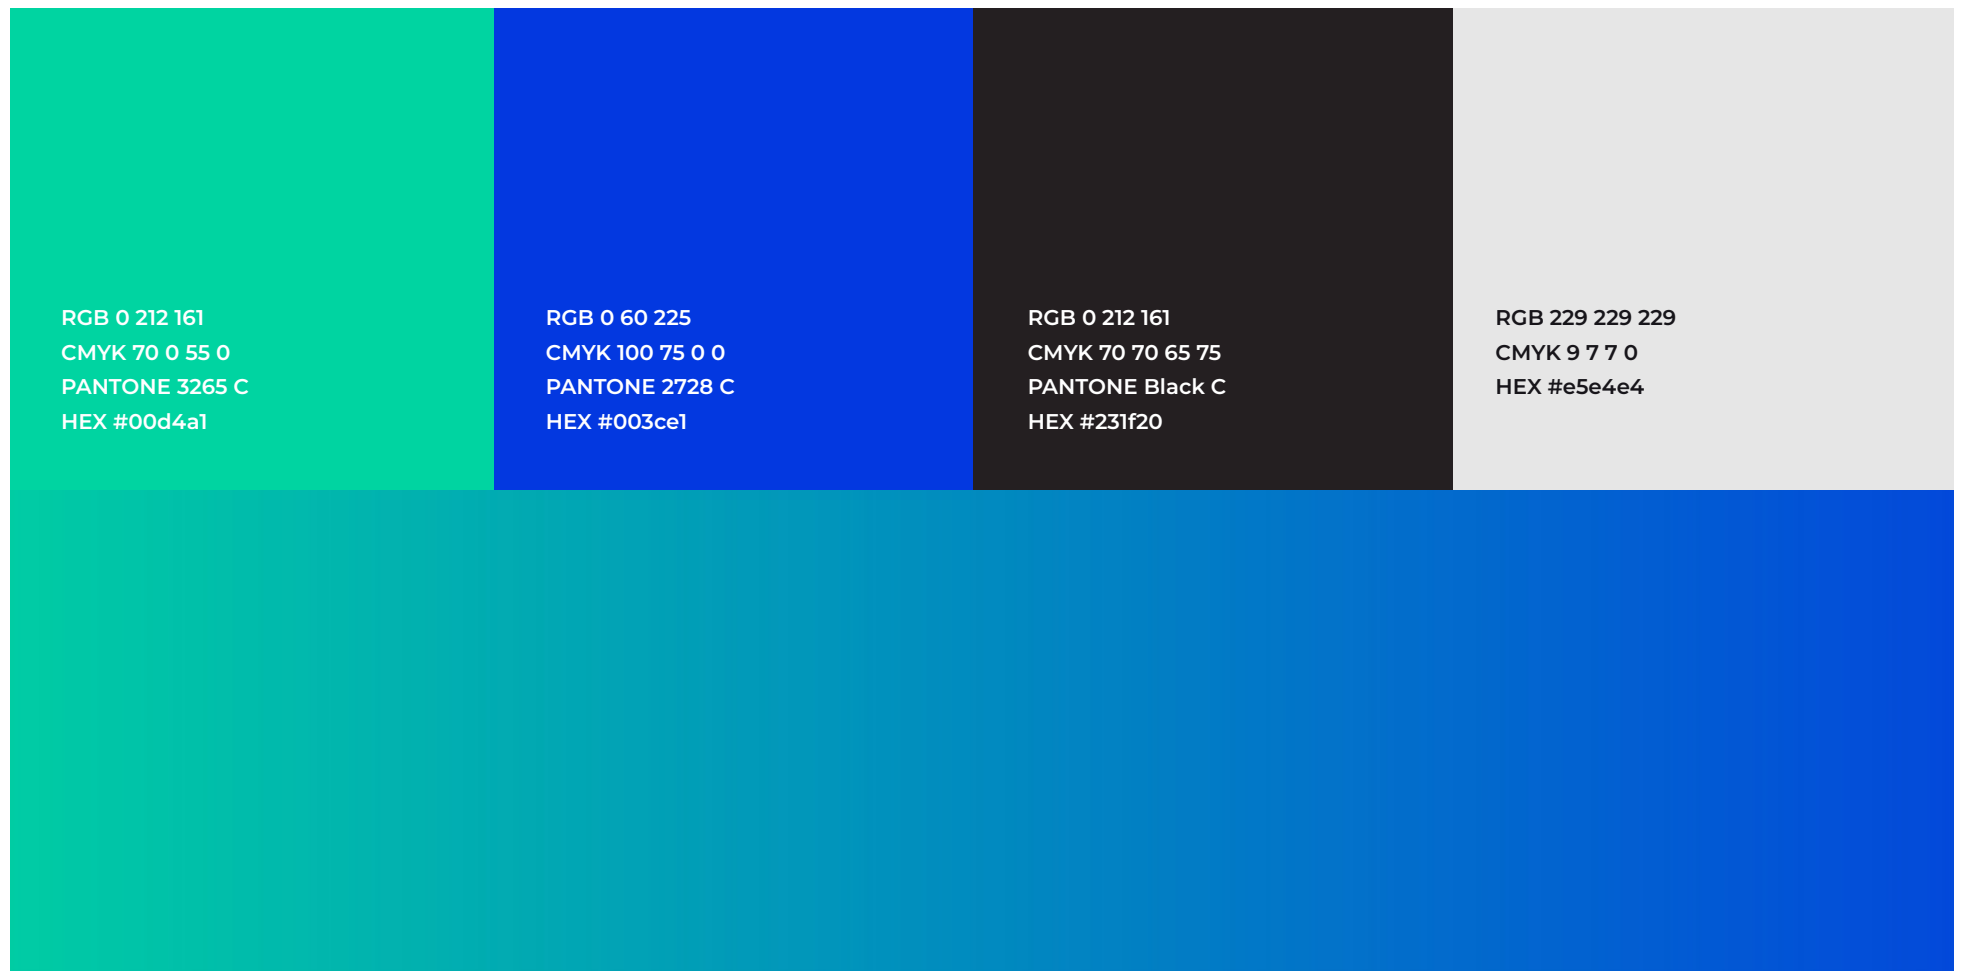 RGB 0 212 161
CMYK 70 0 55 0
PANTONE 3265 C
HEX #00d4a1
RGB 0 60 225
CMYK 100 75 0 0
PANTONE 2728 C
HEX #003ce1
RGB 0 212 161
CMYK 70 70 65 75
PANTONE Black C
HEX #231f20
RGB 229 229 229
CMYK 9 7 7 0
HEX #e5e4e4